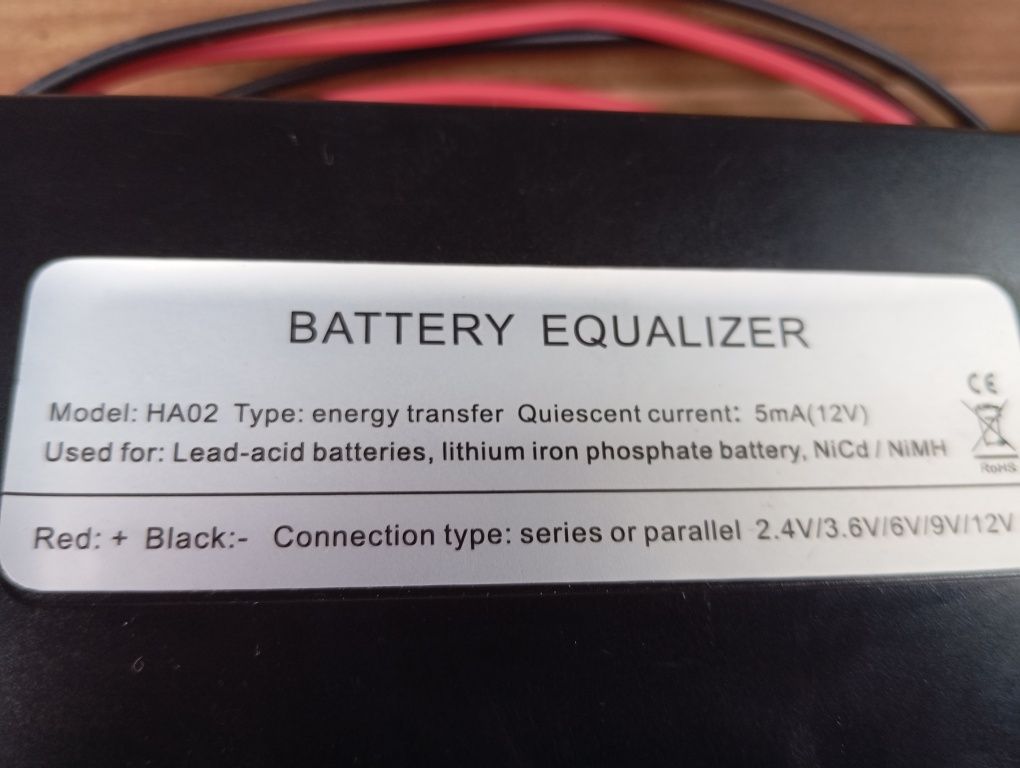 BATTERY EQUALIZER
Model: HA02 Type: energy transfer Quiescent current: 5mA(12V)
Used for: Lead-acid batteries, lithium iron phosphate battery, NiCd / NiMH
CE
RoHS
Red: + Black:- Connection type: series or parallel 2.4V/3.6V/6V/9V/12V